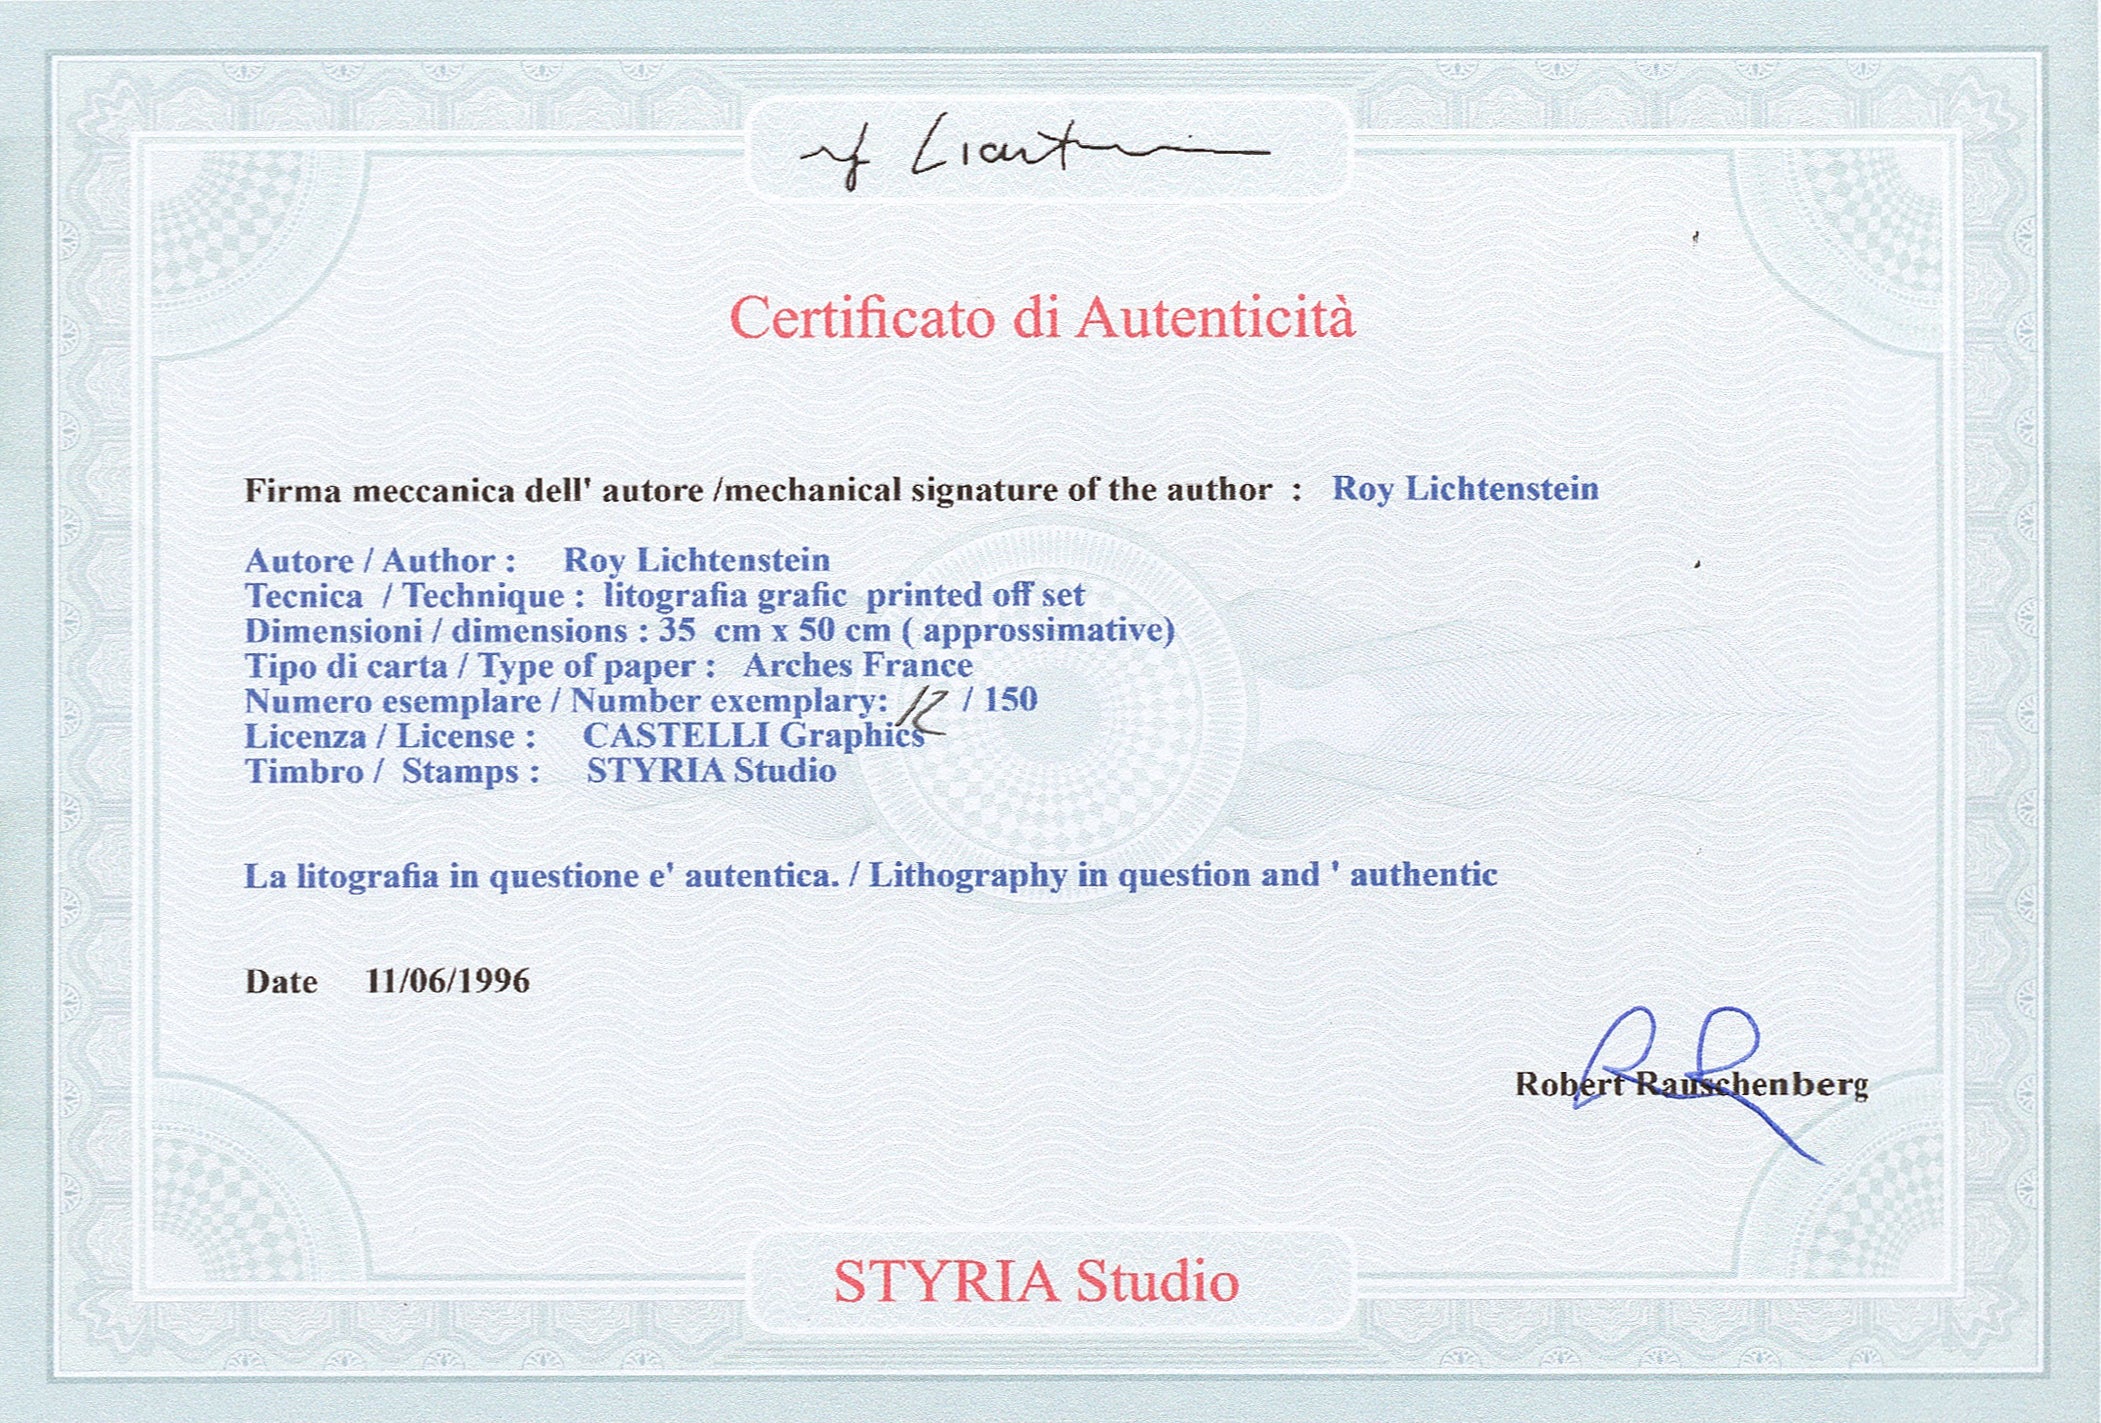 Certificato di Autenticità
Firma meccanica dell' autore /mechanical signature of the author : Roy Lichtenstein
Autore / Author : Roy Lichtenstein
Tecnica / Technique : litografia grafic printed off set
Dimensioni / dimensions : 35 cm x 50 cm ( approssimative)
Tipo di carta / Type of paper : Arches France
Numero esemplare / Number exemplary: 12 / 150
Licenza / License : CASTELLI Graphics
Timbro / Stamps : STYRIA Studio
La litografia in questione e' autentica. / Lithography in question and ' authentic
Date 11/06/1996
Robert Rauschenberg
STYRIA Studio